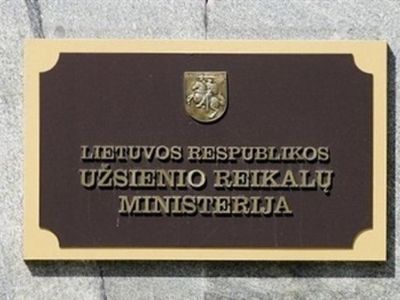 LIETUVOS RESPUBLIKOS
UŽSIENIO REIKALŲ
MINISTERIJA